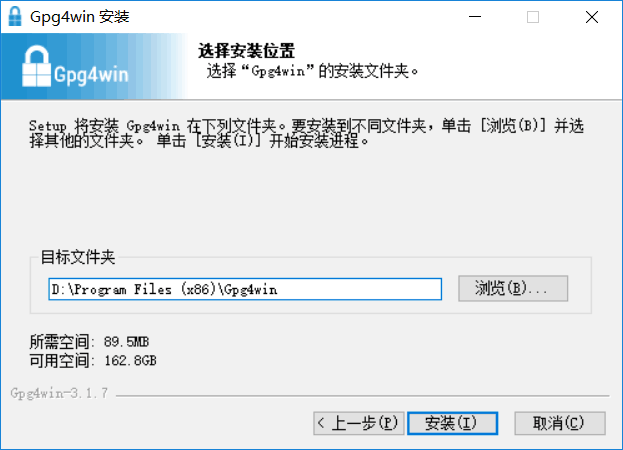 Gpg4win 安装
Gpg4win
选择安装位置
选择“Gpg4win”的安装文件夹。
Setup 将安装 Gpg4win 在下列文件夹。要安装到不同文件夹，单击 [浏览(B)] 并选
择其他的文件夹。 单击 [安装(I)] 开始安装进程。
目标文件夹
D:\Program Files (x86)\Gpg4win
浏览(B)...
所需空间: 89.5MB
可用空间: 162.8GB
Gpg4win-3.1.7
< 上一步(P)
安装(I)
取消(C)